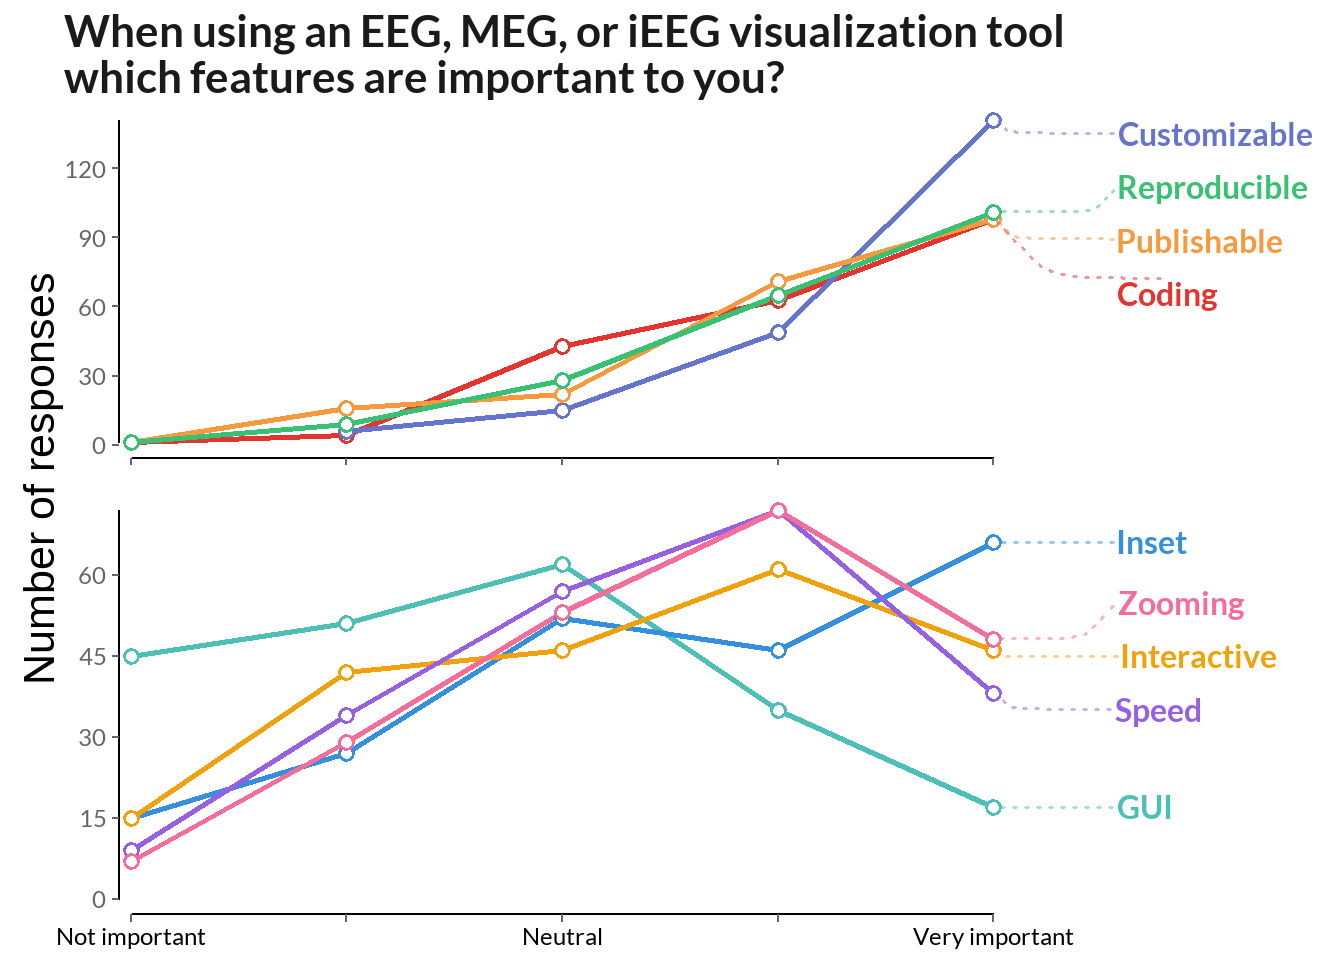 When using an EEG, MEG, or iEEG visualization tool
which features are important to you?
Number of responses
120
90
60
30
0
Customizable
Reproducible
Publishable
Coding
60
45
30
15
0
Inset
Zooming
Interactive
Speed
GUI
Not important
Neutral
Very important